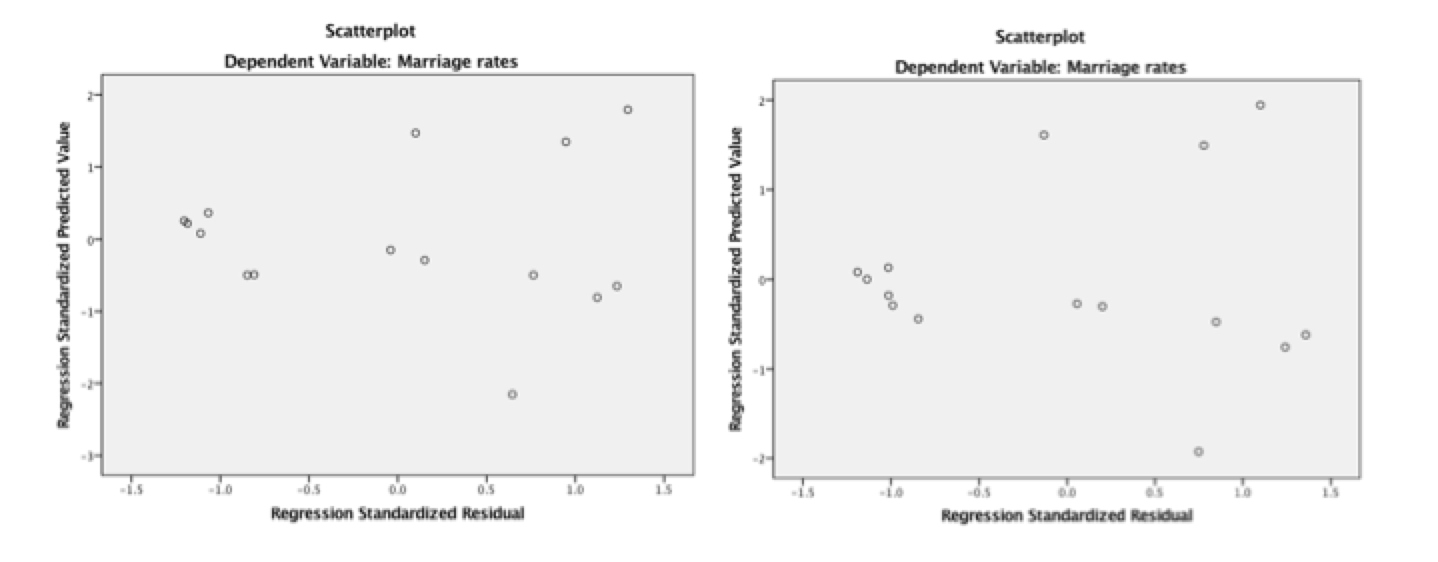 Scatterplot
Dependent Variable: Marriage rates
Regression Standardized Predicted Value
2
1
0
-1
-2
-3
-1.5 -1.0 -0.5 0.0 0.5 1.0 1.5
Regression Standardized Residual
Scatterplot
Dependent Variable: Marriage rates
Regression Standardized Predicted Value
2
1
0
-1
-2
-1.5 -1.0 -0.5 0.0 0.5 1.0 1.5
Regression Standardized Residual